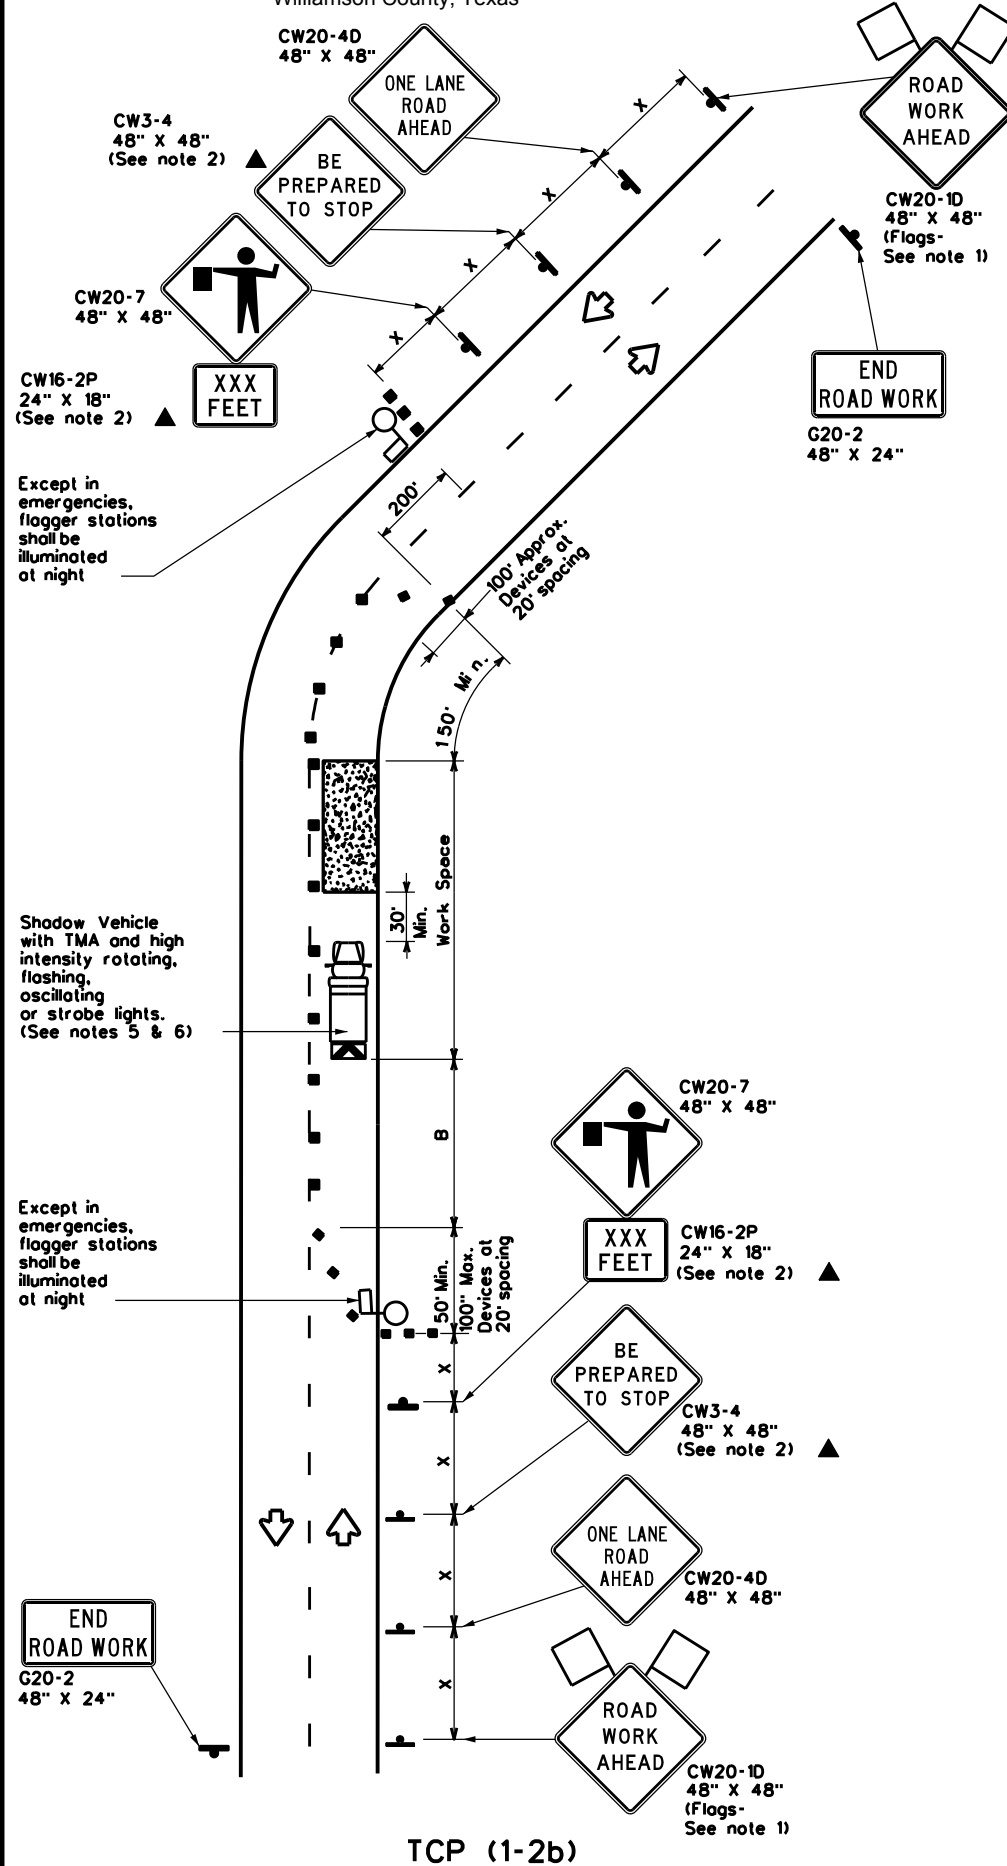 Williamson County, Texas
CW20-4D
48" X 48"
ONE LANE
ROAD
AHEAD
ROAD
WORK
AHEAD
CW20-1D
48" X 48"
(Flags-
See note 1)
CW3-4
48" X 48"
(See note 2)
BE
PREPARED
TO STOP
X
X
X
X
CW20-7
48" X 48"
CW16-2P
24" X 18"
(See note 2)
XXX
FEET
END
ROAD WORK
G20-2
48" X 24"
Except in
emergencies,
flagger stations
shall be
illuminated
at night
200'
100' Approx.
Devices at
20' spacing
150' Min.
Work Space
30'
Min.
Shadow Vehicle
with TMA and high
intensity rotating,
flashing,
oscillating
or strobe lights.
(See notes 5 & 6)
B
CW20-7
48" X 48"
XXX
FEET
CW16-2P
24" X 18"
(See note 2)
Except in
emergencies,
flagger stations
shall be
illuminated
at night
50' Min.
100" Max.
Devices at
20' spacing
X
X
X
X
BE
PREPARED
TO STOP
CW3-4
48" X 48"
(See note 2)
ONE LANE
ROAD
AHEAD
CW20-4D
48" X 48"
END
ROAD WORK
G20-2
48" X 24"
ROAD
WORK
AHEAD
CW20-1D
48" X 48"
(Flags-
See note 1)
TCP (1-2b)